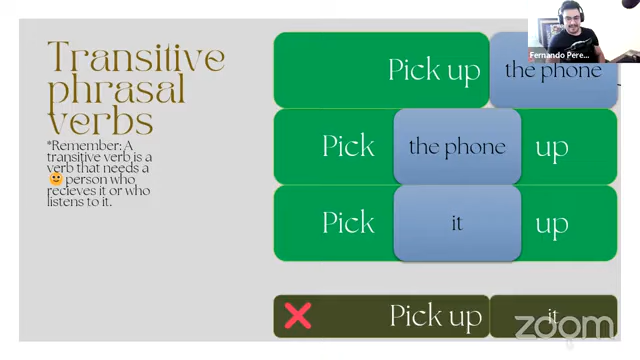 Transitive
phrasal
verbs
*Remember: A
transitive verb is a
verb that needs a
🙂person who
recieves it or who
listens to it.
Pick up the phone
Pick the phone up
Pick it up
❌ Pick up it
Fernando Pere...
zoom